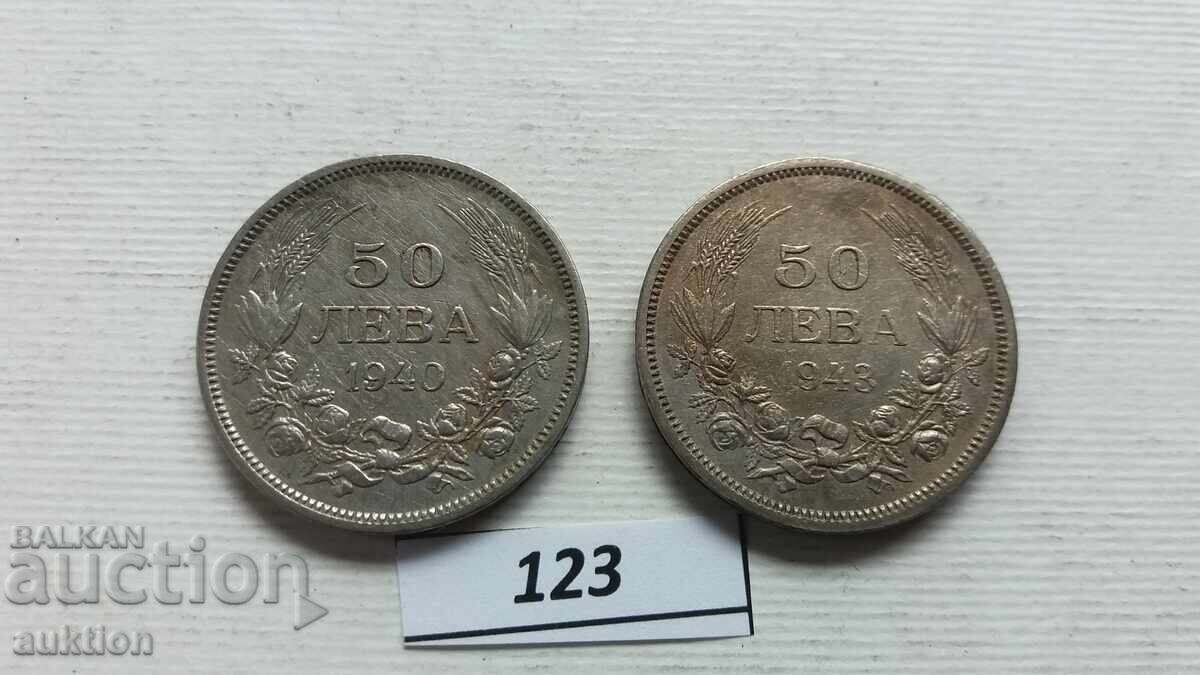 50
ЛЕВА
1940
50
ЛЕВА
1943
123
BALKAN
auction
auktion